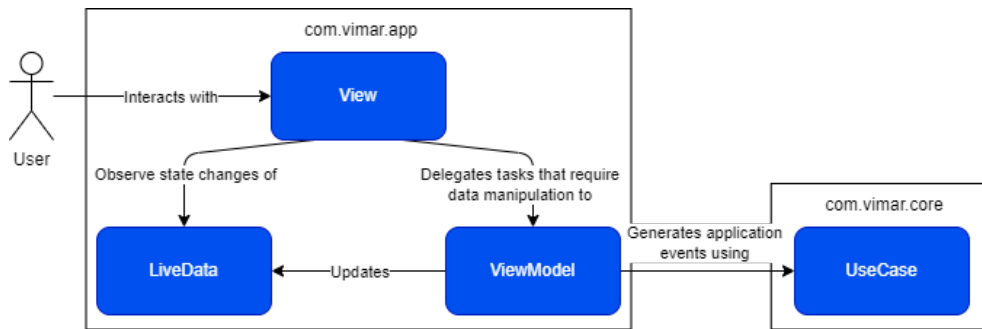 com.vimar.app
View
Interacts with
User
Observe state changes of
Delegates tasks that require
data manipulation to
com.vimar.core
Generates application
events using
LiveData
Updates
ViewModel
UseCase